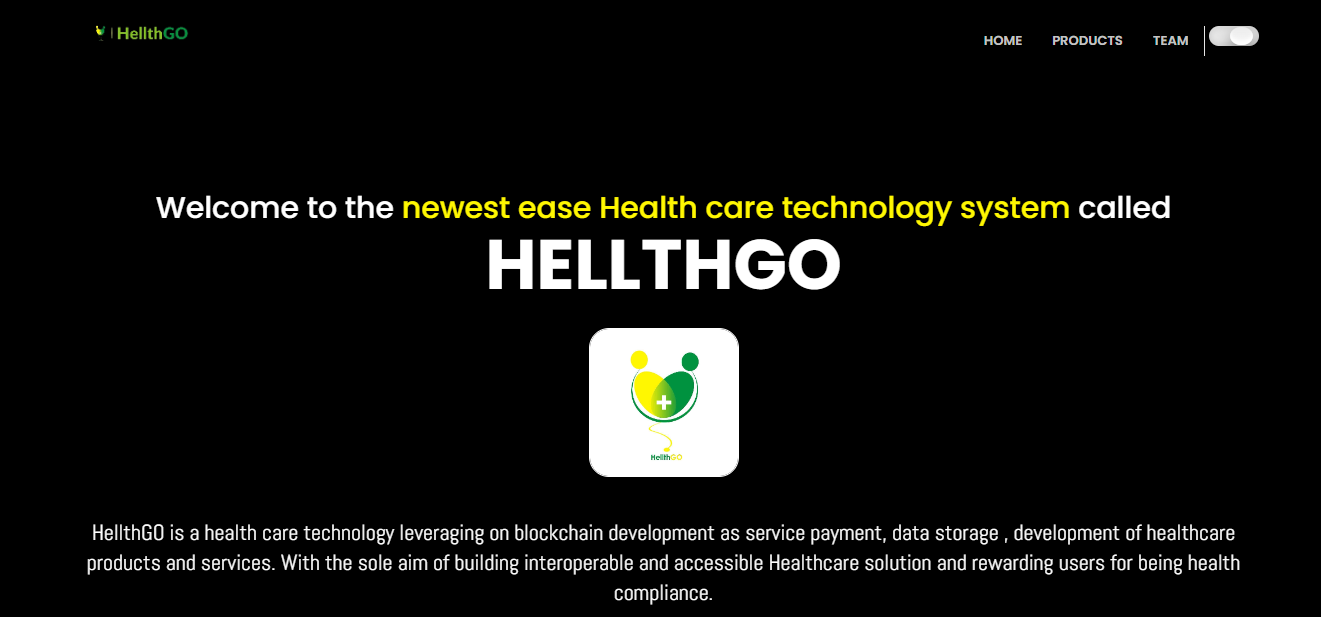 HellthGO
HOME PRODUCTS TEAM
Welcome to the newest ease Health care technology system called
HELLTHGO
HellthGO
HellthGO is a health care technology leveraging on blockchain development as service payment, data storage , development of healthcare
products and services. With the sole aim of building interoperable and accessible Healthcare solution and rewarding users for being health
compliance.